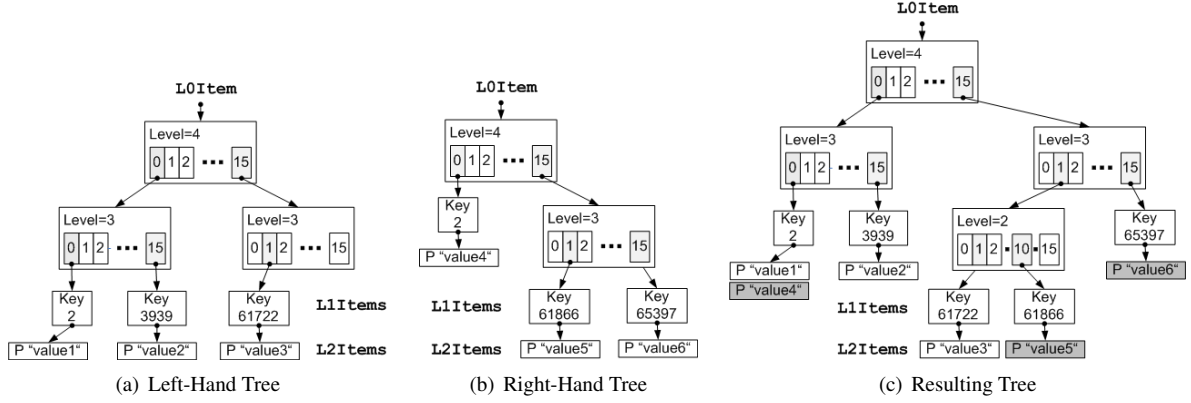 L0Item
Level=4
0 1 2 ▪▪▪ 15
Level=3
0 1 2 ▪▪▪ 15
Level=3
0 1 2 ▪▪▪ 15
Key
2
Key
3939
Key
61722
L1Items
P "value1"
P "value2"
P "value3"
L2Items
(a) Left-Hand Tree
L0Item
Level=4
0 1 2 ▪▪▪ 15
Key
2
P "value4"
Level=3
0 1 2 ▪▪▪ 15
L1Items
Key
61866
Key
65397
L2Items
P "value5"
P "value6"
(b) Right-Hand Tree
L0Item
Level=4
0 1 2 ▪▪▪ 15
Level=3
0 1 2 ▪▪▪ 15
Level=3
0 1 2 ▪▪▪ 15
Key
2
Key
3939
Level=2
0 1 2 ▪ 10 ▪ 15
Key
65397
P "value1"
P "value4"
P "value2"
P "value6"
L1Items
Key
61722
Key
61866
L2Items
P "value3"
P "value5"
(c) Resulting Tree